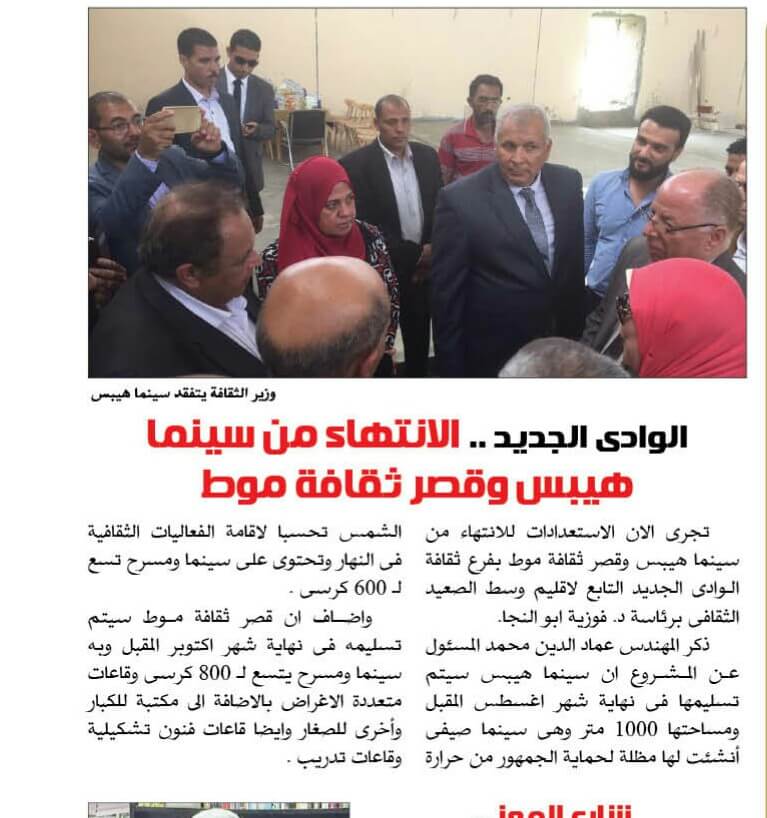 وزير الثقافة يتفقد سينما هيبس
الوادى الجديد .. الانتهاء من سينما
هيبس وقصر ثقافة موط
تجرى الان الاستعدادات للانتهاء من
سينما هيبس وقصر ثقافة موط بفرع ثقافة
الوادى الجديد التابع لاقليم وسط الصعيد
الثقافى برئاسة د. فوزية ابو النجا.
ذكر المهندس عماد الدين محمد المسئول
عن المشروع ان سينما هيبس سيتم
تسليمها فى نهاية شهر اغسطس المقبل
ومساحتها 1000 متر وهى سينما صيفى
أنشئت لها مظلة لحماية الجمهور من حرارة
الشمس تحسبا لاقامة الفعاليات الثقافية
فى النهار وتحتوى على سينما ومسرح تسع
لـ 600 كرسى .
واضاف ان قصر ثقافة موط سيتم
تسليمه فى نهاية شهر اكتوبر المقبل وبه
سينما ومسرح يتسع لـ 800 كرسى وقاعات
متعددة الاغراض بالاضافة الى مكتبة للكبار
وأخرى للصغار وايضا قاعات فنون تشكيلية
وقاعات تدريب .